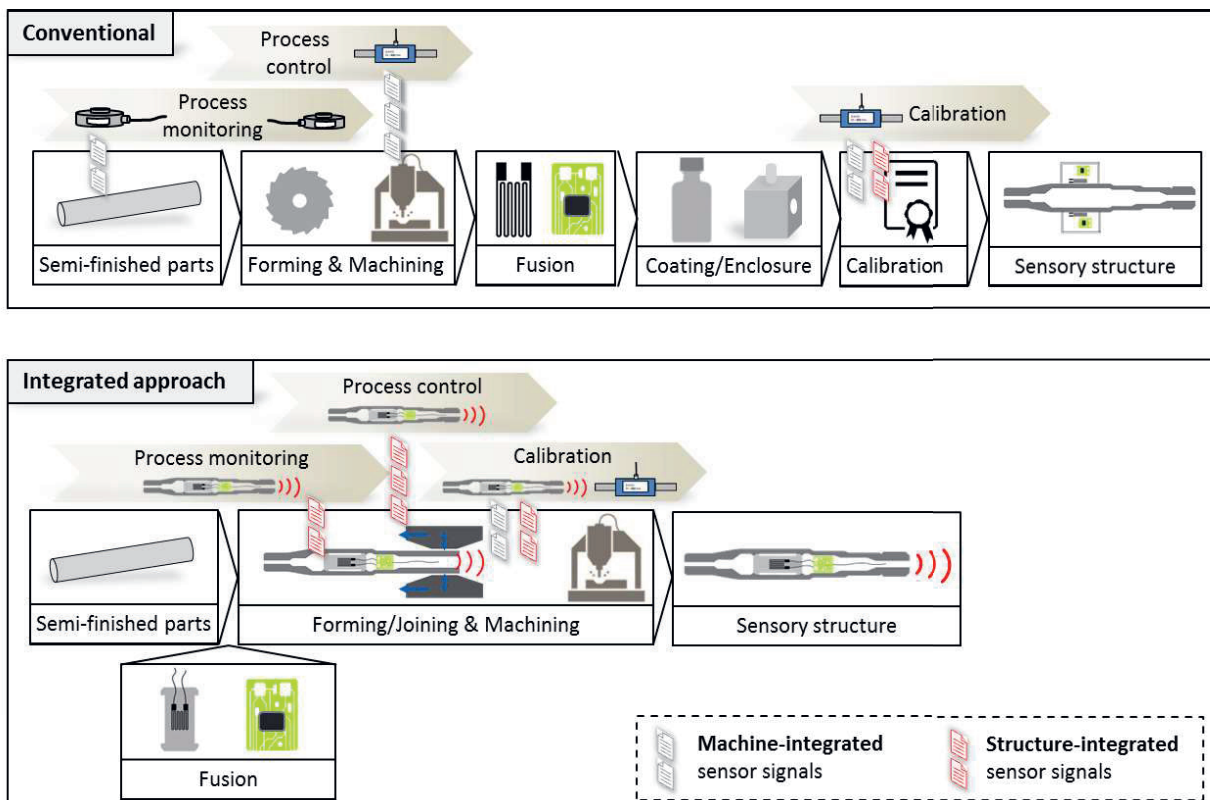 Conventional
Process
control
Process
monitoring
Calibration
Semi-finished parts
Forming & Machining
Fusion
Coating/Enclosure
Calibration
Sensory structure
Integrated approach
Process control
Process monitoring
Calibration
Semi-finished parts
Forming/Joining & Machining
Sensory structure
Fusion
Machine-integrated
sensor signals
Structure-integrated
sensor signals